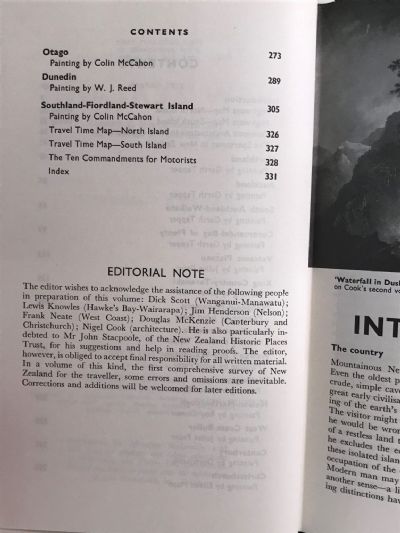 CONTENTS
Otago 273
Painting by Colin McCahon
Dunedin 289
Painting by W. J. Reed
Southland-Fiordland-Stewart Island 305
Painting by Colin McCahon
Travel Time Map—North Island 326
Travel Time Map—South Island 327
The Ten Commandments for Motorists 328
Index 331
EDITORIAL NOTE
The editor wishes to acknowledge the assistance of the following people
in preparation of this volume: Dick Scott (Wanganui-Manawatu);
Lewis Knowles (Hawke's Bay-Wairarapa); Jim Henderson (Nelson);
Frank Neate (West Coast); Douglas McKenzie (Canterbury and
Christchurch); Nigel Cook (architecture). He is also particularly in-
debted to Mr John Stacpoole, of the New Zealand Historic Places
Trust, for his suggestions and help in reading proofs. The editor,
however, is obliged to accept final responsibility for all written material.
In a volume of this kind, the first comprehensive survey of New
Zealand for the traveller, some errors and omissions are inevitable.
Corrections and additions will be welcomed for later editions.
'Waterfall in Dusk
on Cook's second vo
INT
The country
Mountainous Ne
Even the oldest p
crude, simple cave
great early civilisa
ing of the earth's
The visitor might
he would be wron
of a restless land t
he excludes the ea
these isolated islan
occupation of the
Modern man may
another sense—a li
ing distinctions hav